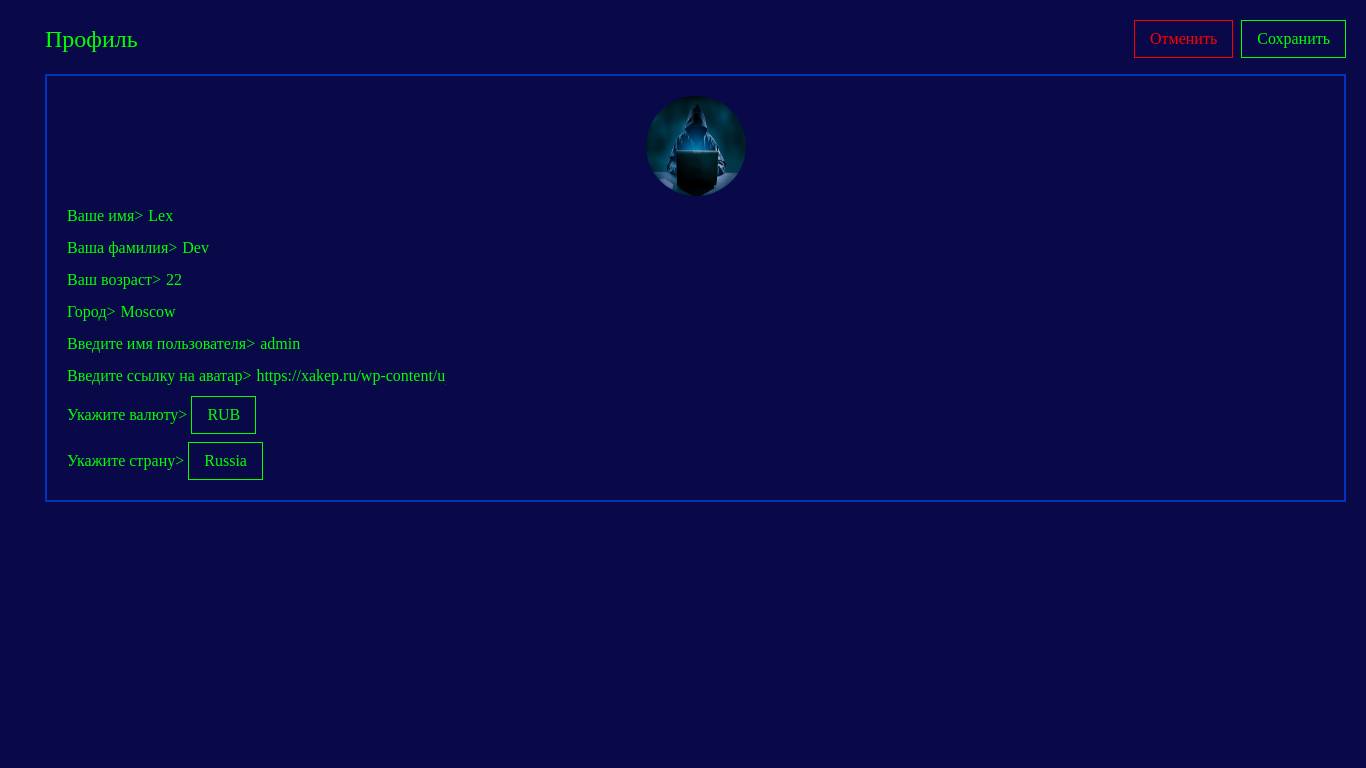 Профиль
Отменить
Сохранить
Ваше имя> Lex
Ваша фамилия> Dev
Ваш возраст> 22
Город> Moscow
Введите имя пользователя> admin
Введите ссылку на аватар> https://xakep.ru/wp-content/u
Укажите валюту> RUB
Укажите страну> Russia